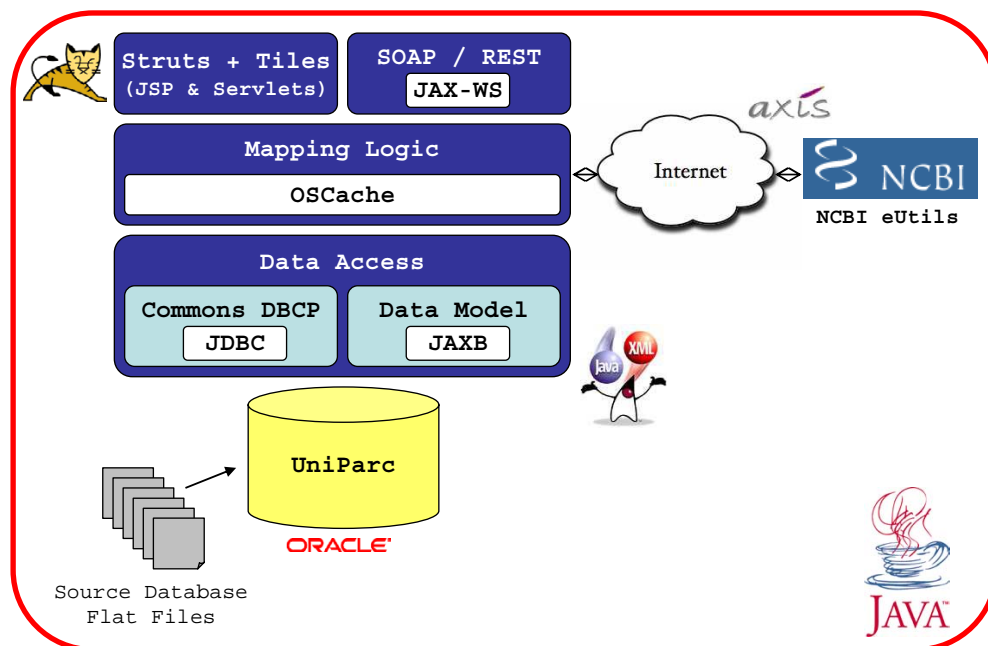 Struts + Tiles
(JSP & Servlets)
SOAP / REST
JAX-WS
Mapping Logic
OSCache
axis
Internet
NCBI
NCBI eUtils
Data Access
Commons DBCP
JDBC
Data Model
JAXB
Java
XML
UniParc
ORACLE
Source Database
Flat Files
JAVA™